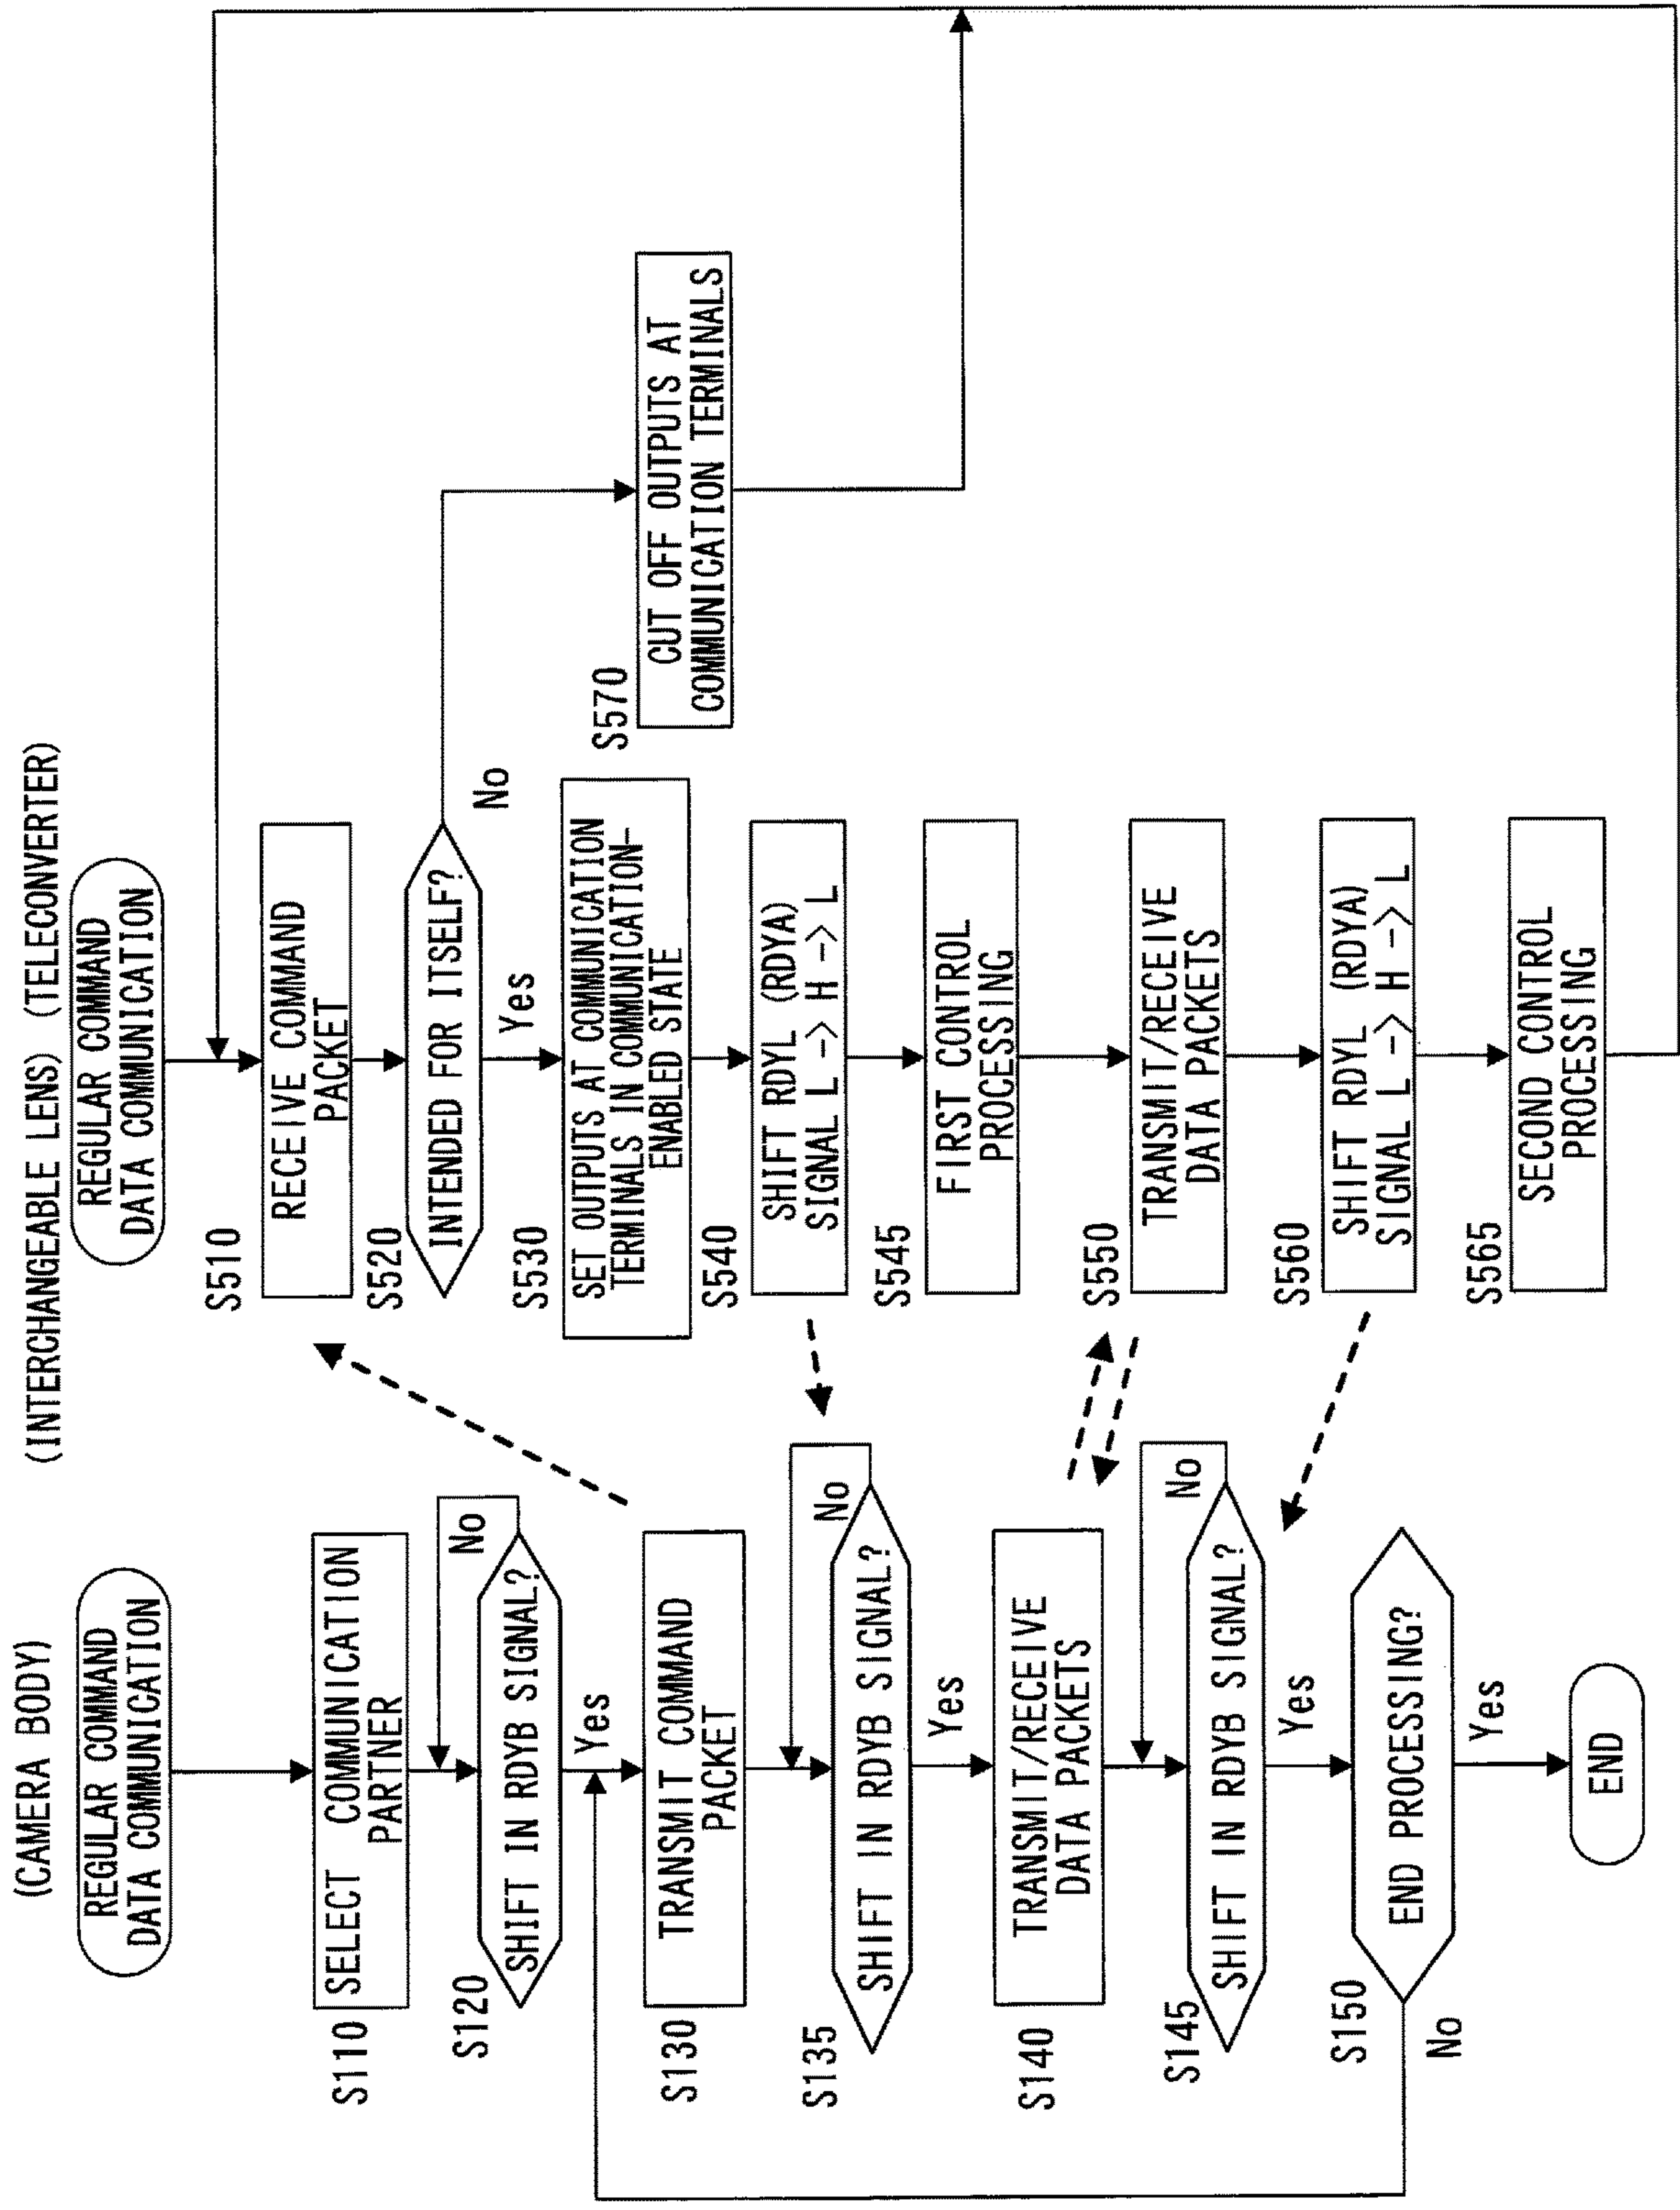 (CAMERA BODY)
REGULAR COMMAND
DATA COMMUNICATION
S110
SELECT COMMUNICATION
PARTNER
S120
SHIFT IN RDYB SIGNAL?
No
Yes
S130
TRANSMIT COMMAND
PACKET
S135
SHIFT IN RDYB SIGNAL?
No
Yes
S140
TRANSMIT/RECEIVE
DATA PACKETS
S145
SHIFT IN RDYB SIGNAL?
No
Yes
S150
END PROCESSING?
No
Yes
END
(INTERCHANGEABLE LENS) (TELECONVERTER)
REGULAR COMMAND
DATA COMMUNICATION
S510
RECEIVE COMMAND
PACKET
S520
INTENDED FOR ITSELF?
No
Yes
S530
SET OUTPUTS AT COMMUNICATION
TERMINALS IN COMMUNICATION-
ENABLED STATE
S540
SHIFT RDYL (RDYA)
SIGNAL L -> H -> L
S545
FIRST CONTROL
PROCESSING
S550
TRANSMIT/RECEIVE
DATA PACKETS
S560
SHIFT RDYL (RDYA)
SIGNAL L -> H -> L
S565
SECOND CONTROL
PROCESSING
S570
CUT OFF OUTPUTS AT
COMMUNICATION TERMINALS